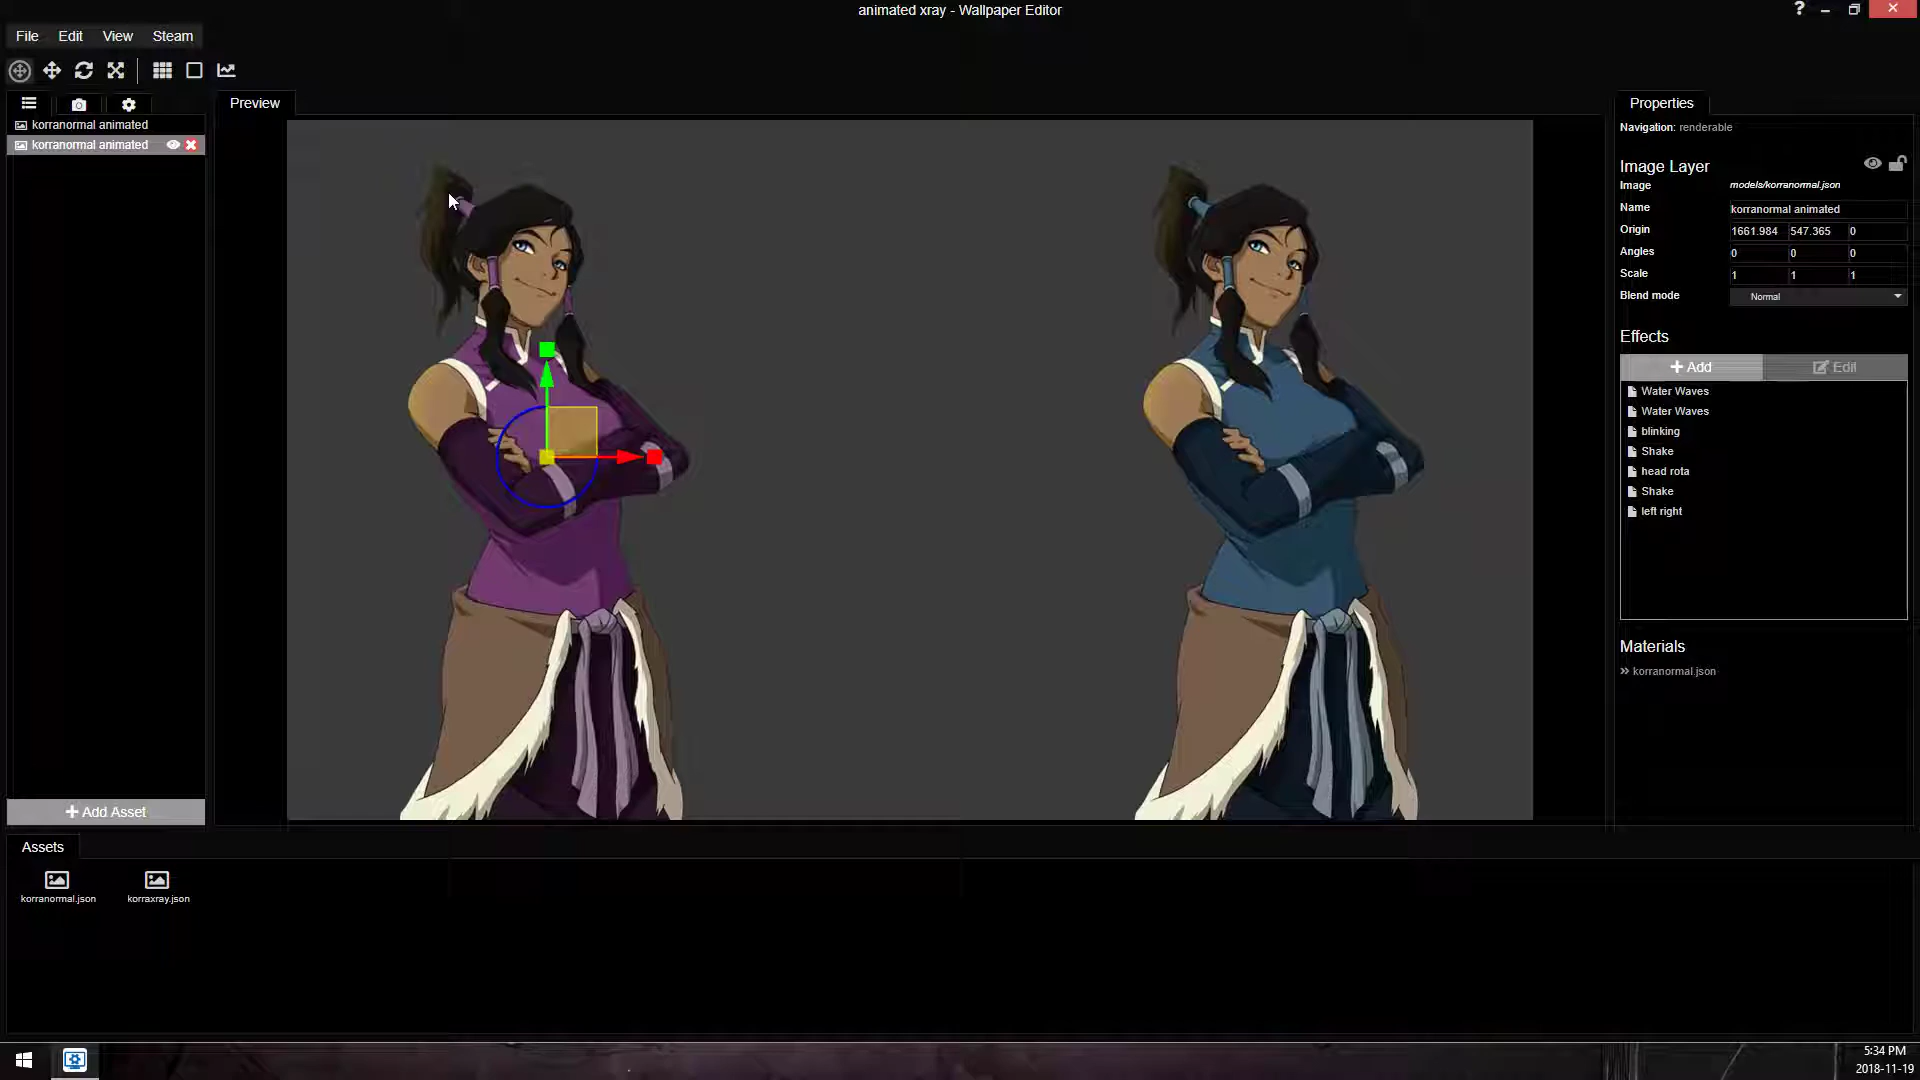 animated xray - Wallpaper Editor
?
File Edit View Steam
Preview
korranormal animated
korranormal animated
+ Add Asset
Properties
Navigation: renderable
Image Layer
Image models/korranormal.json
Name korranormal animated
Origin 1661.984 547.365 0
Angles 0 0 0
Scale 1 1 1
Blend mode Normal
Effects
+ Add Edit
Water Waves
Water Waves
blinking
Shake
head rota
Shake
left right
Materials
» korranormal.json
Assets
korranormal.json korraxray.json
5:34 PM
2018-11-19